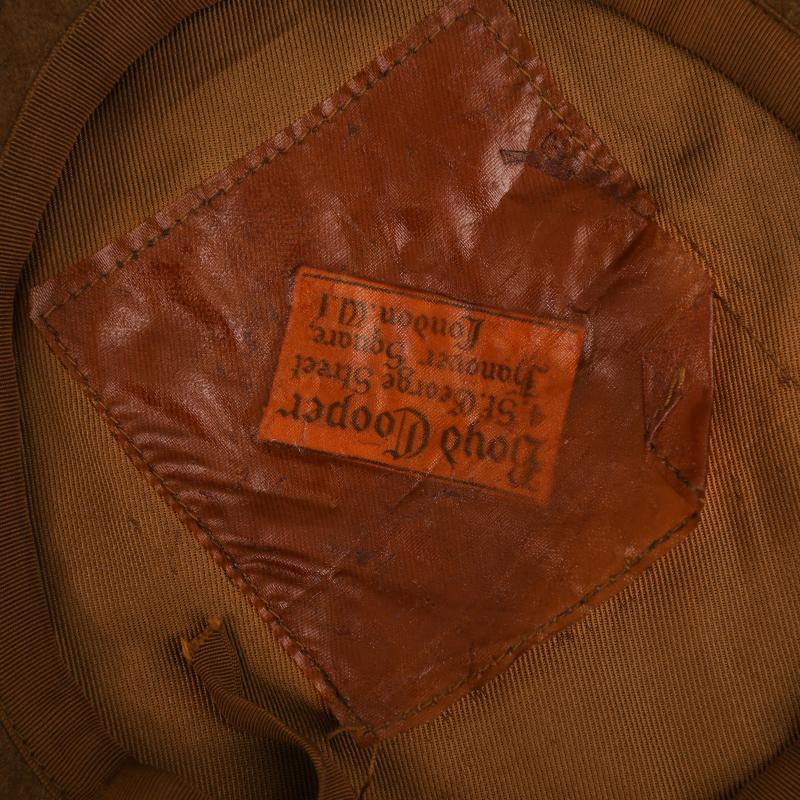 Boyd Cooper
4, St. George Street
Hanover Square,
London. W.1